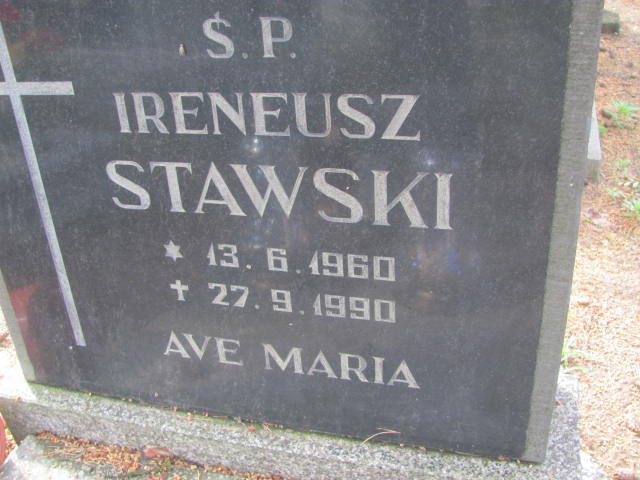 Ś.P.
IRENEUSZ
STAWSKI
* 13.6.1960
✝ 27.9.1990
AVE MARIA